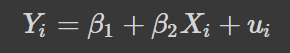 Yᵢ = β₁ + β₂Xᵢ + uᵢ